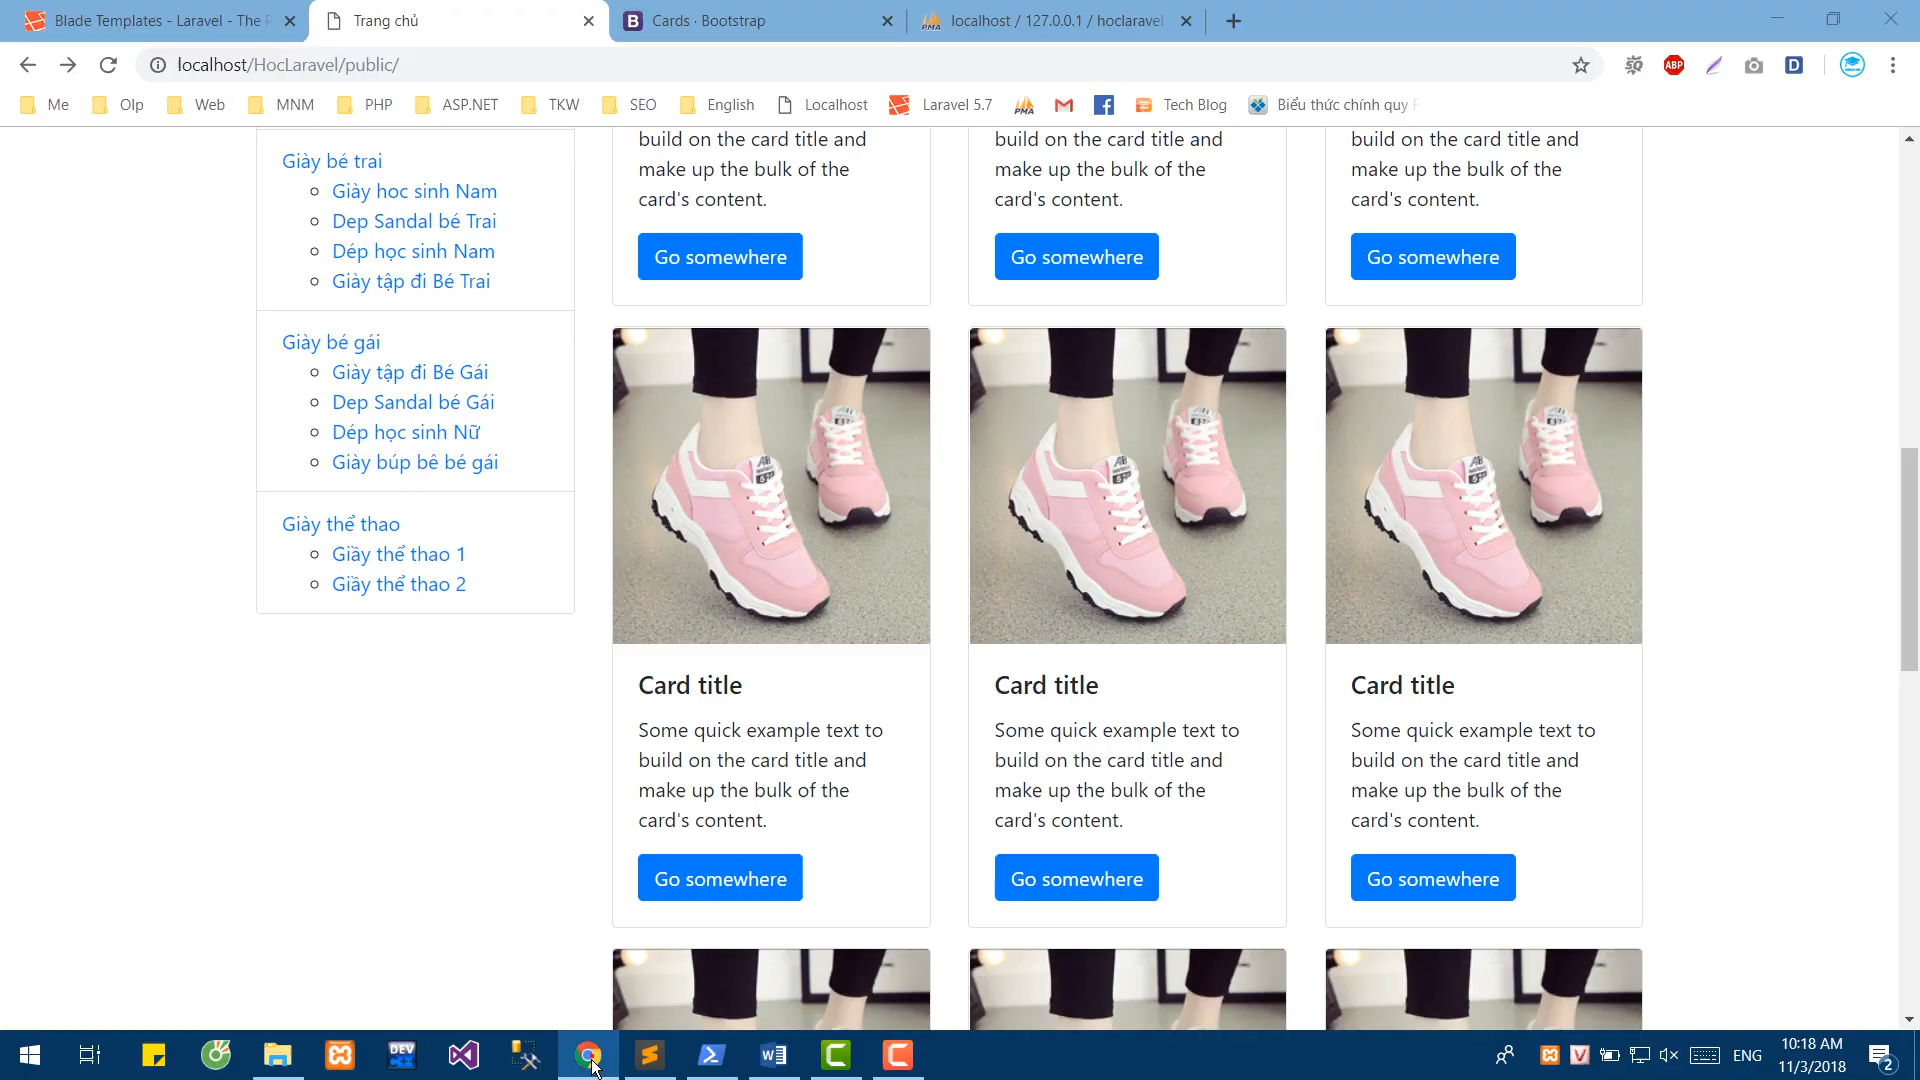 Blade Templates - Laravel - The P
Trang chủ
Cards · Bootstrap
localhost / 127.0.0.1 / hoclaravel
localhost/HocLaravel/public/
Me
Olp
Web
MNM
PHP
ASP.NET
TKW
SEO
English
Localhost
Laravel 5.7
Tech Blog
Biểu thức chính quy
Giày bé trai
Giày hoc sinh Nam
Dep Sandal bé Trai
Dép học sinh Nam
Giày tập đi Bé Trai
Giày bé gái
Giày tập đi Bé Gái
Dep Sandal bé Gái
Dép học sinh Nữ
Giày búp bê bé gái
Giày thể thao
Giầy thể thao 1
Giầy thể thao 2
build on the card title and
make up the bulk of the
card's content.
Go somewhere
build on the card title and
make up the bulk of the
card's content.
Go somewhere
build on the card title and
make up the bulk of the
card's content.
Go somewhere
Card title
Some quick example text to
build on the card title and
make up the bulk of the
card's content.
Go somewhere
Card title
Some quick example text to
build on the card title and
make up the bulk of the
card's content.
Go somewhere
Card title
Some quick example text to
build on the card title and
make up the bulk of the
card's content.
Go somewhere
ENG
10:18 AM
11/3/2018
2